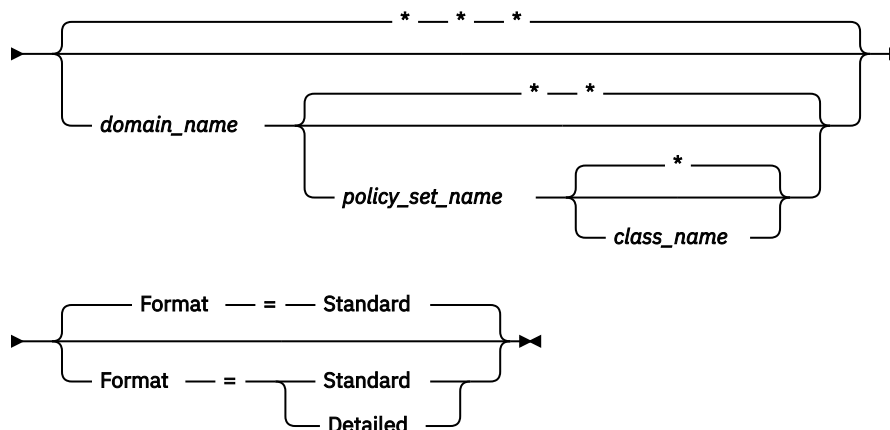 * * *
* *
domain_name
*
policy_set_name
class_name
Format = Standard
Format = Standard
Detailed